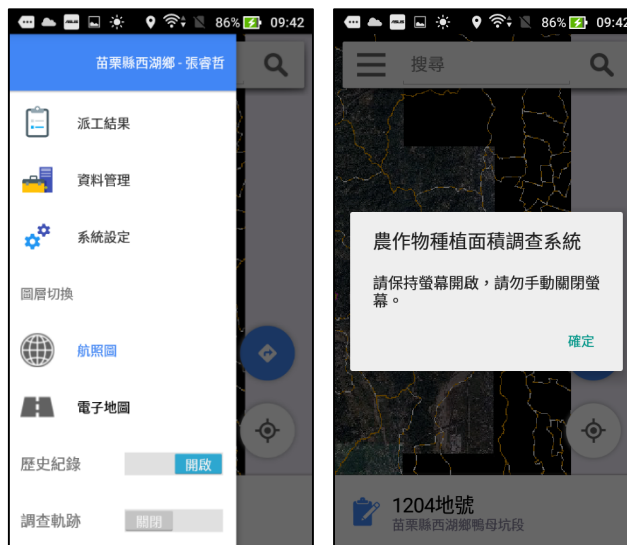 86% 09:42
苗栗縣西湖鄉 - 張睿哲
派工結果
資料管理
系統設定
圖層切換
航照圖
電子地圖
歷史紀錄 開啟
調查軌跡 關閉
86% 09:42
搜尋
農作物種植面積調查系統
請保持螢幕開啟，請勿手動關閉螢
幕。
確定
1204地號
苗栗縣西湖鄉鴨母坑段